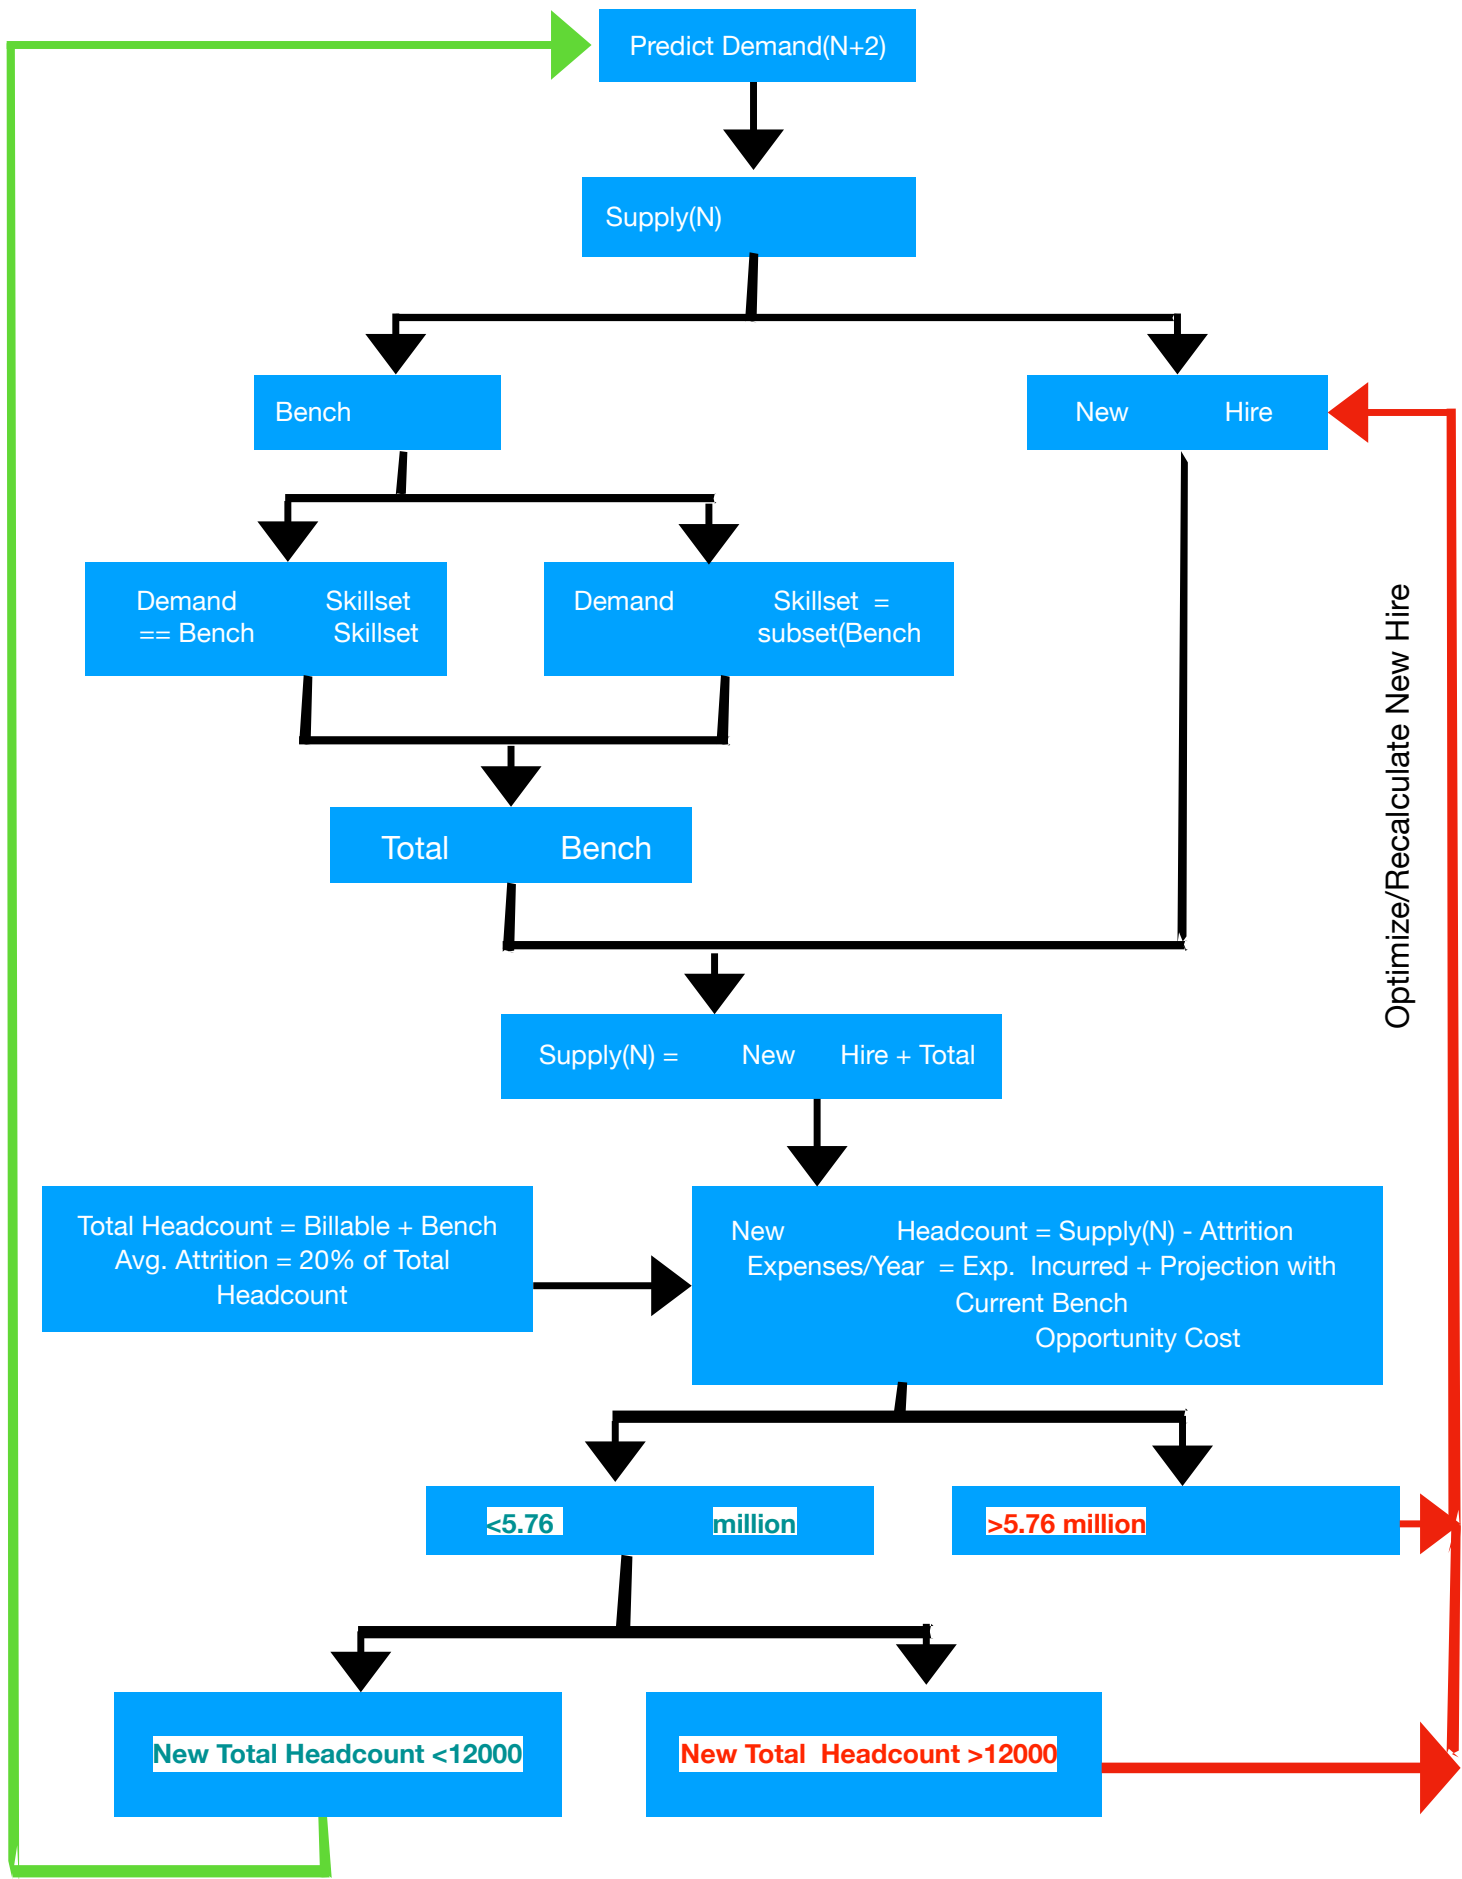 Predict Demand(N+2)
Supply(N)
Bench
New Hire
Demand Skillset
== Bench Skillset
Demand Skillset =
subset(Bench
Optimize/Recalculate New Hire
Total Bench
Supply(N) = New Hire + Total
Total Headcount = Billable + Bench
Avg. Attrition = 20% of Total
Headcount
New Headcount = Supply(N) - Attrition
Expenses/Year = Exp. Incurred + Projection with
Current Bench
Opportunity Cost
<5.76 million
>5.76 million
New Total Headcount <12000
New Total Headcount >12000